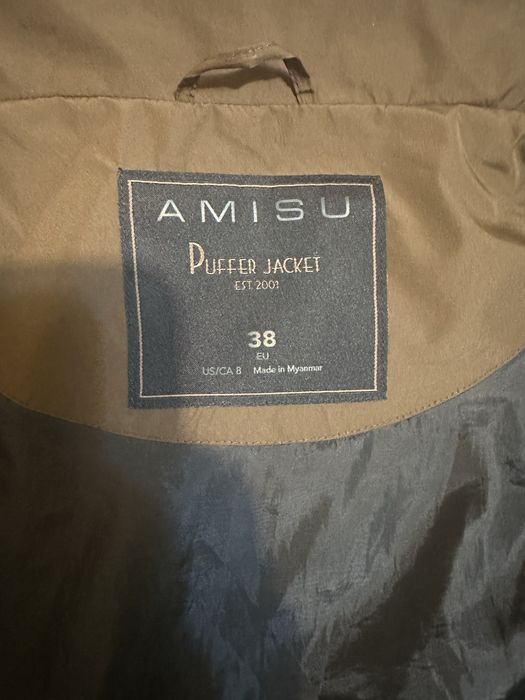 AMISU
PUFFER JACKET
EST. 2001
38
EU
US/CA 8 Made in Myanmar